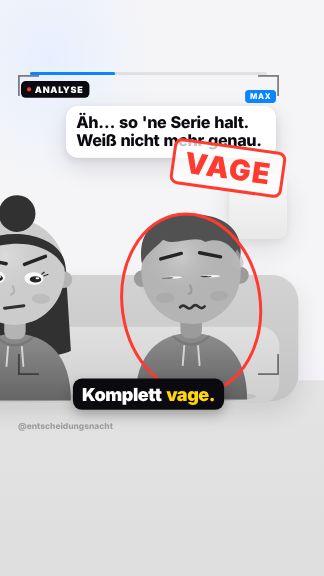 ANALYSE
MAX
Äh... so 'ne Serie halt.
Weiß nicht mehr genau.
VAGE
Komplett vage.
@entscheidungsnacht